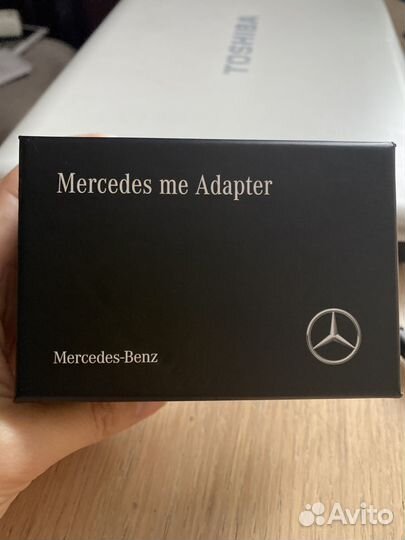 TOSHIBA
Mercedes me Adapter
Mercedes-Benz
Avito